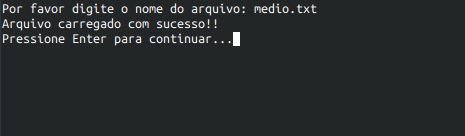 Por favor digite o nome do arquivo: medio.txt
Arquivo carregado com sucesso!!
Pressione Enter para continuar...